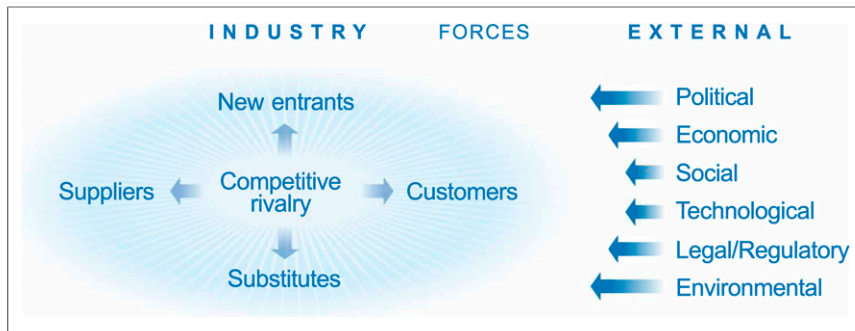 INDUSTRY FORCES EXTERNAL
New entrants
Suppliers
Competitive
rivalry
Customers
Substitutes
Political
Economic
Social
Technological
Legal/Regulatory
Environmental